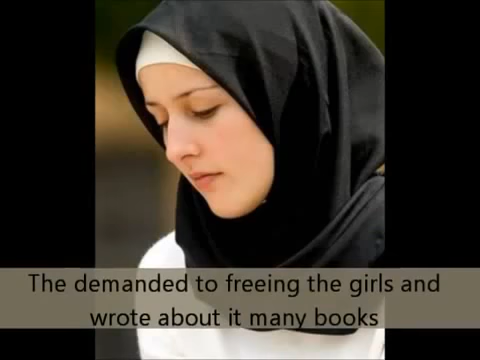 The demanded to freeing the girls and
wrote about it many books